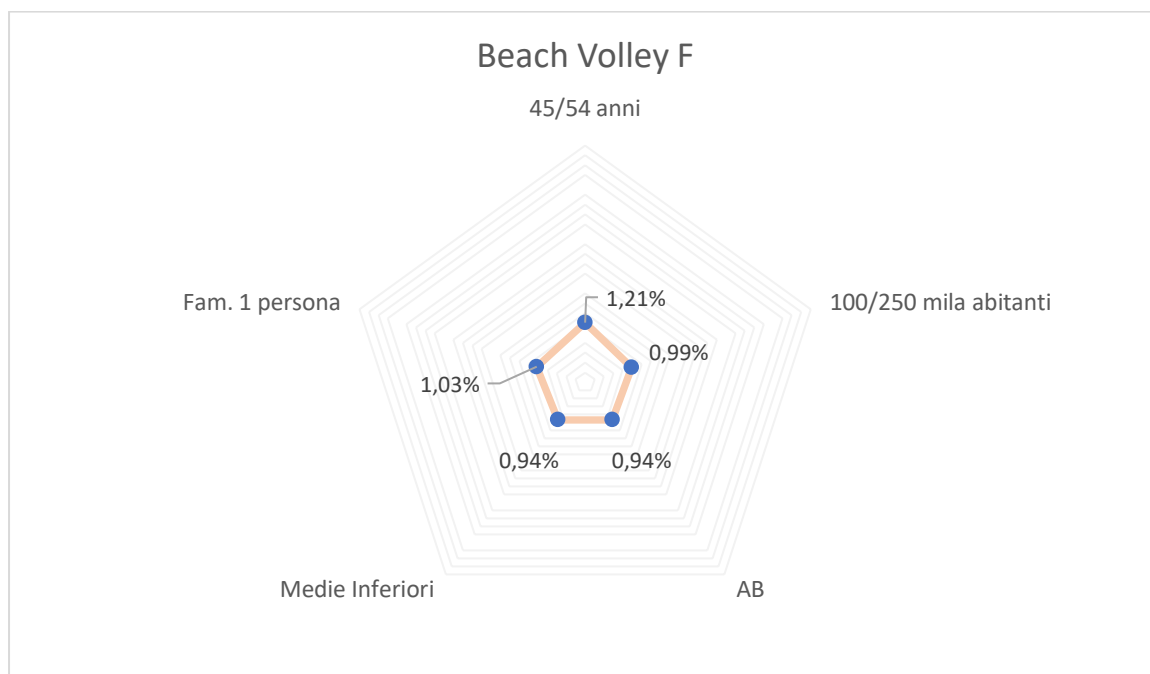 Beach Volley F
45/54 anni
1,21%
Fam. 1 persona
100/250 mila abitanti
0,99%
1,03%
0,94%
0,94%
Medie Inferiori
AB